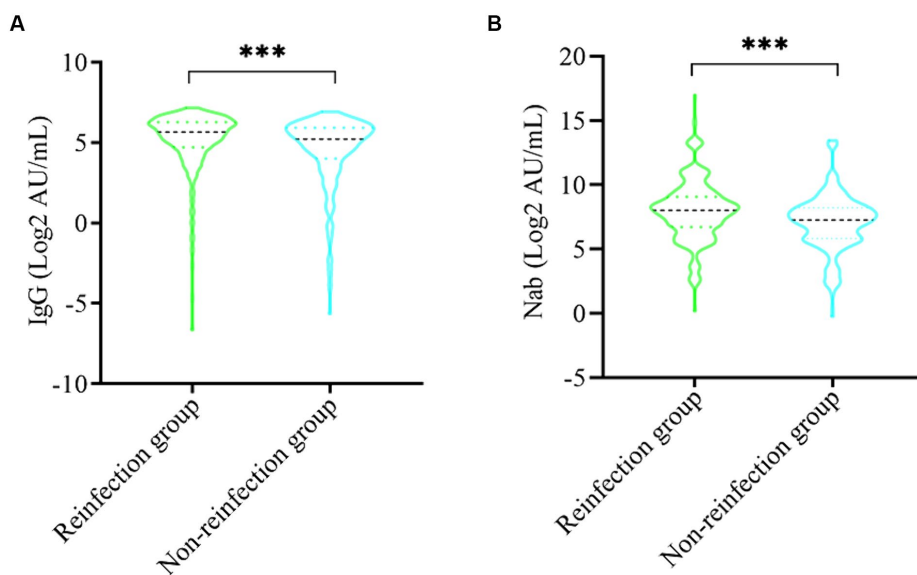 A
IgG (Log2 AU/mL)
10
5
0
-5
-10
***
Reinfection group
Non-reinfection group
B
Nab (Log2 AU/mL)
20
15
10
5
0
-5
***
Reinfection group
Non-reinfection group